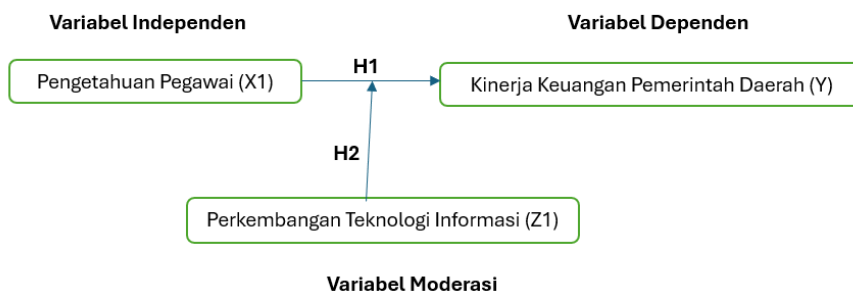 Variabel Independen
Variabel Dependen
H1
Pengetahuan Pegawai (X1)
Kinerja Keuangan Pemerintah Daerah (Y)
H2
Perkembangan Teknologi Informasi (Z1)
Variabel Moderasi